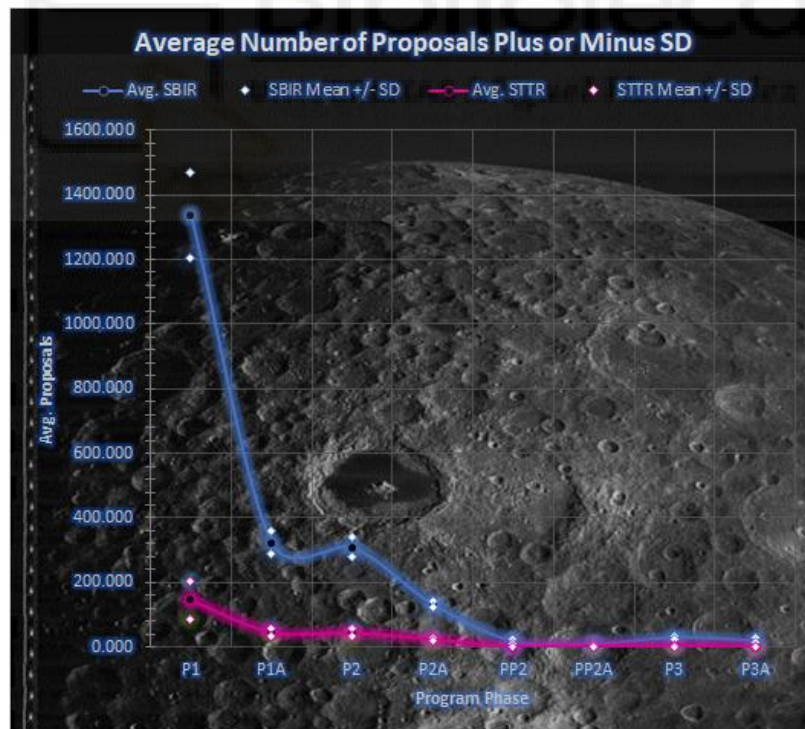 Average Number of Proposals Plus or Minus SD
Avg. SBIR SBIR Mean +/- SD Avg. STTR STTR Mean +/- SD
1600.000
1400.000
1200.000
1000.000
800.000
600.000
400.000
200.000
0.000
Avg. Proposals
P1 P1A P2 P2A PP2 PP2A P3 P3A
Program Phase